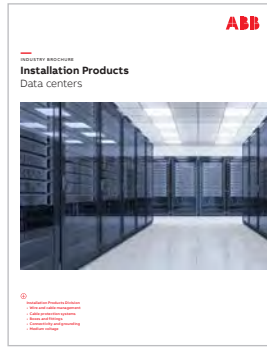 ABB
INDUSTRY BROCHURE
Installation Products
Data centers
Installation Products Division
- Wire and cable management
- Cable protection systems
- Boxes and fittings
- Connectivity and grounding
- Medium voltage